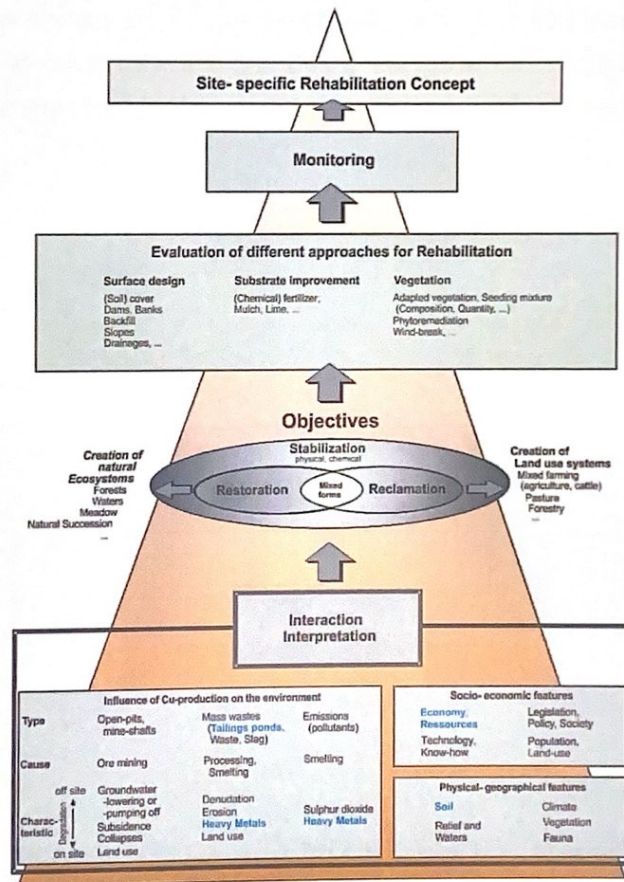 Site- specific Rehabilitation Concept
Monitoring
Evaluation of different approaches for Rehabilitation
Surface design
(Soil) cover
Dams, Banks
Backfill
Slopes
Drainages, ...
Substrate improvement
(Chemical) fertilizer,
Mulch, Lime, ...
Vegetation
Adapted vegetation, Seeding mixture
(Composition, Quantity, ...)
Phytoremediation
Wind-break, ...
Objectives
Stabilization
physical, chemical
Restoration
Mixed
forms
Reclamation
Creation of
natural
Ecosystems
Forests
Waters
Meadow
Natural Succession
...
Creation of
Land use systems
Mixed farming
(agriculture, cattle)
Pasture
Forestry
...
Interaction
Interpretation
Influence of Cu-production on the environment
Type
Open-pits,
mine-shafts
Mass wastes
(Tailings ponds,
Waste, Slag)
Emissions
(pollutants)
Cause
Ore mining
Processing,
Smelting
Smelting
Charac-
teristic
off site
Degradation
on site
Groundwater
-lowering or
-pumping off
Subsidence
Collapses
Land use
Denudation
Erosion
Heavy Metals
Land use
Sulphur dioxide
Heavy Metals
Socio- economic features
Economy,
Ressources
Legislation,
Policy, Society
Technology,
Know-how
Population,
Land-use
Physical- geographical features
Soil
Climate
Relief and
Waters
Vegetation
Fauna